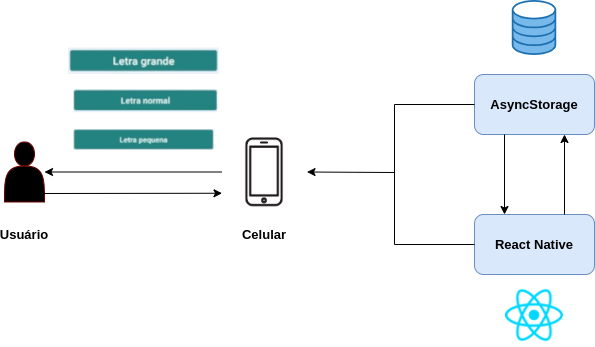 Letra grande
Letra normal
Letra pequena
Usuário
Celular
AsyncStorage
React Native